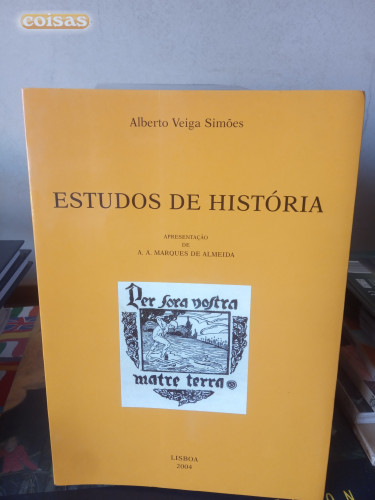 coisas
Alberto Veiga Simões
ESTUDOS DE HISTÓRIA
APRESENTAÇÃO
DE
A. A. MARQUES DE ALMEIDA
Per fora vostra
matre terra
LISBOA
2004